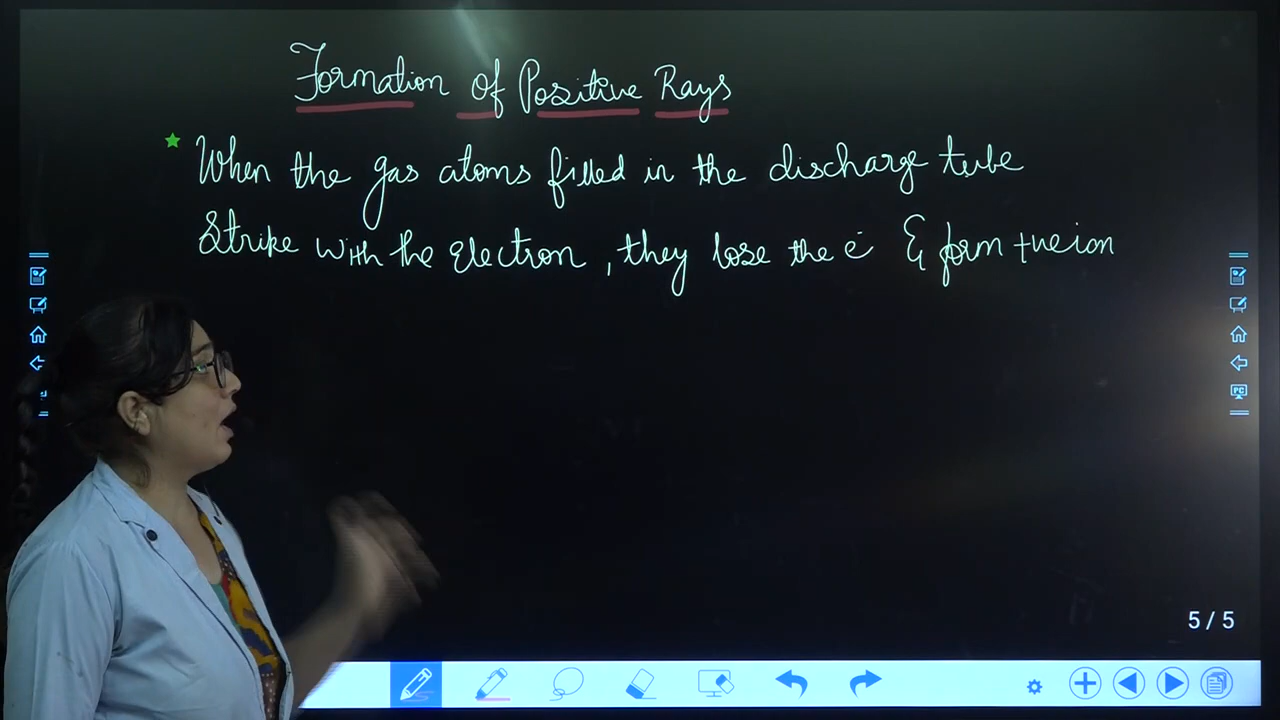 Formation of Positive Rays
When the gas atoms filled in the discharge tube
Strike with the Electron, they lose the e⁻ & form +ve ion
5 / 5